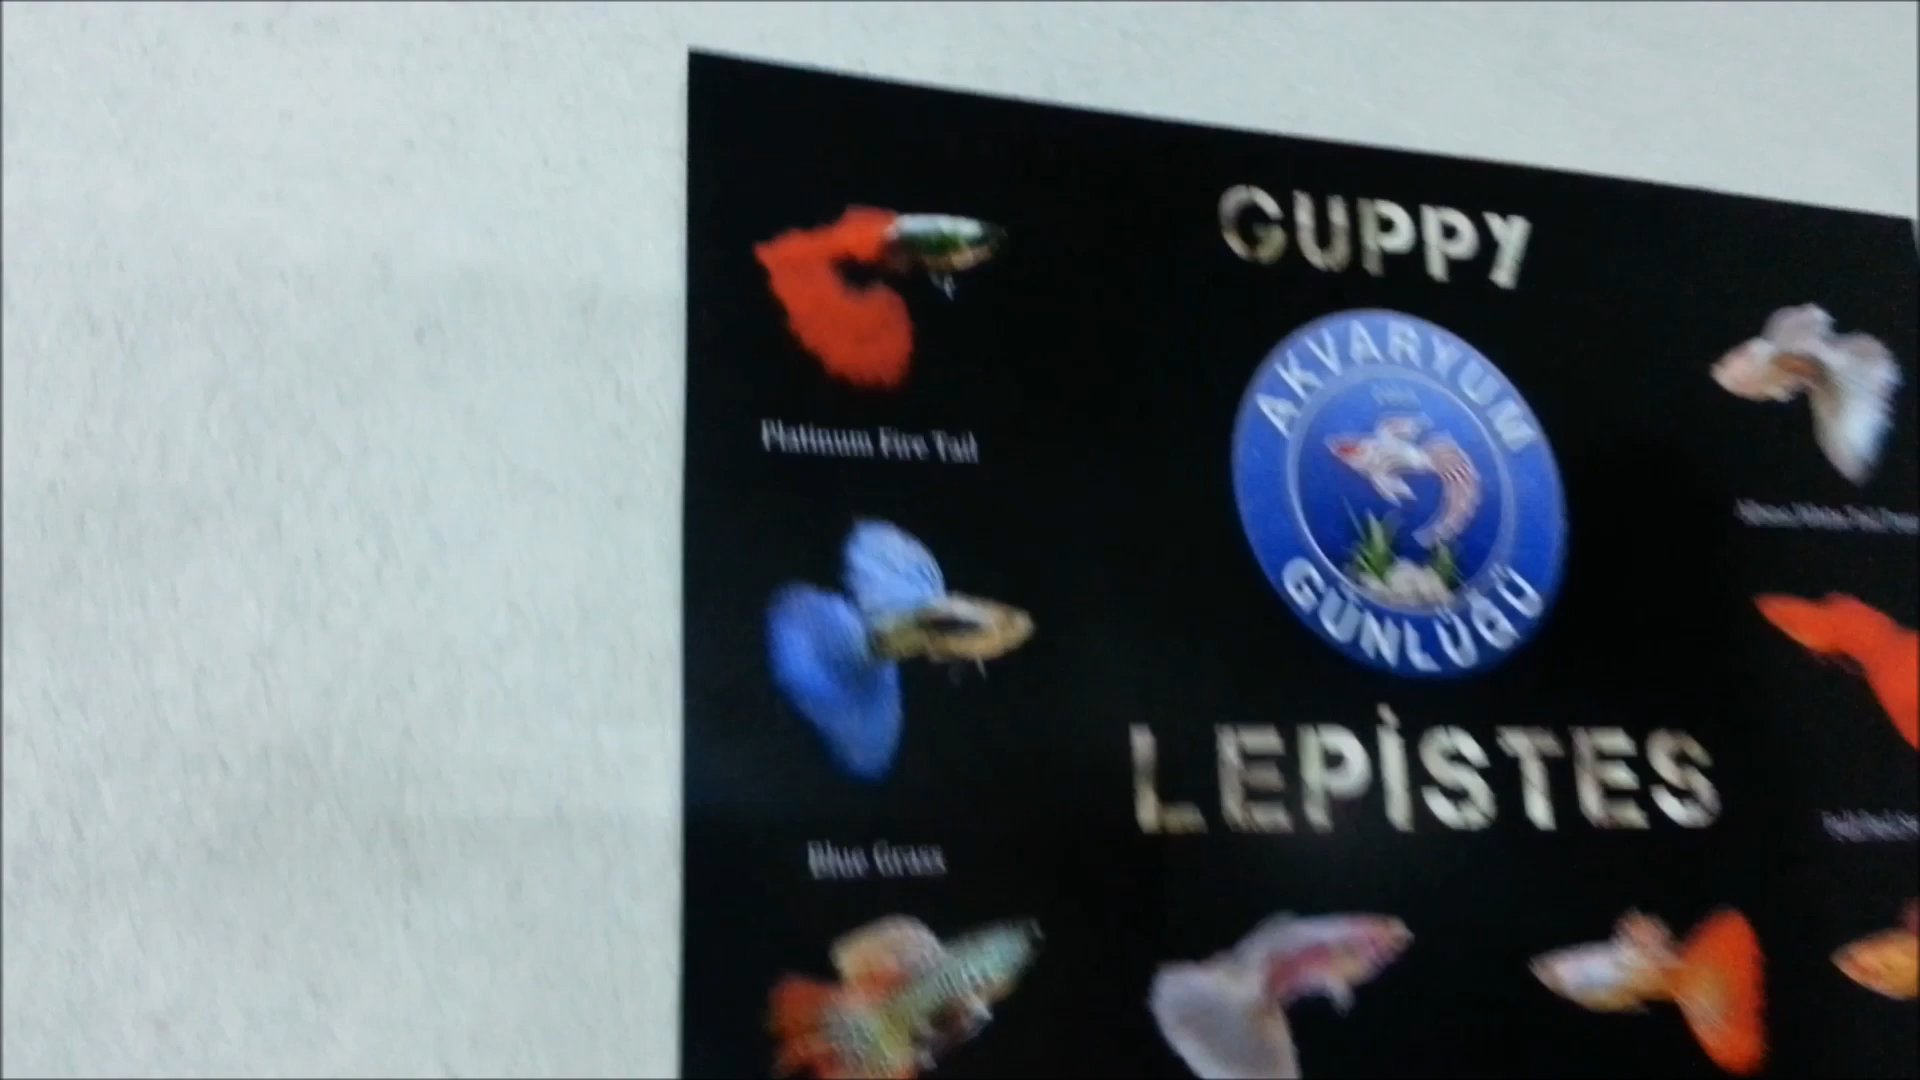 GUPPY
AKVARYUM
GÜNLÜĞÜ
Platinum Fire Tail
LEPİSTES
Blue Grass